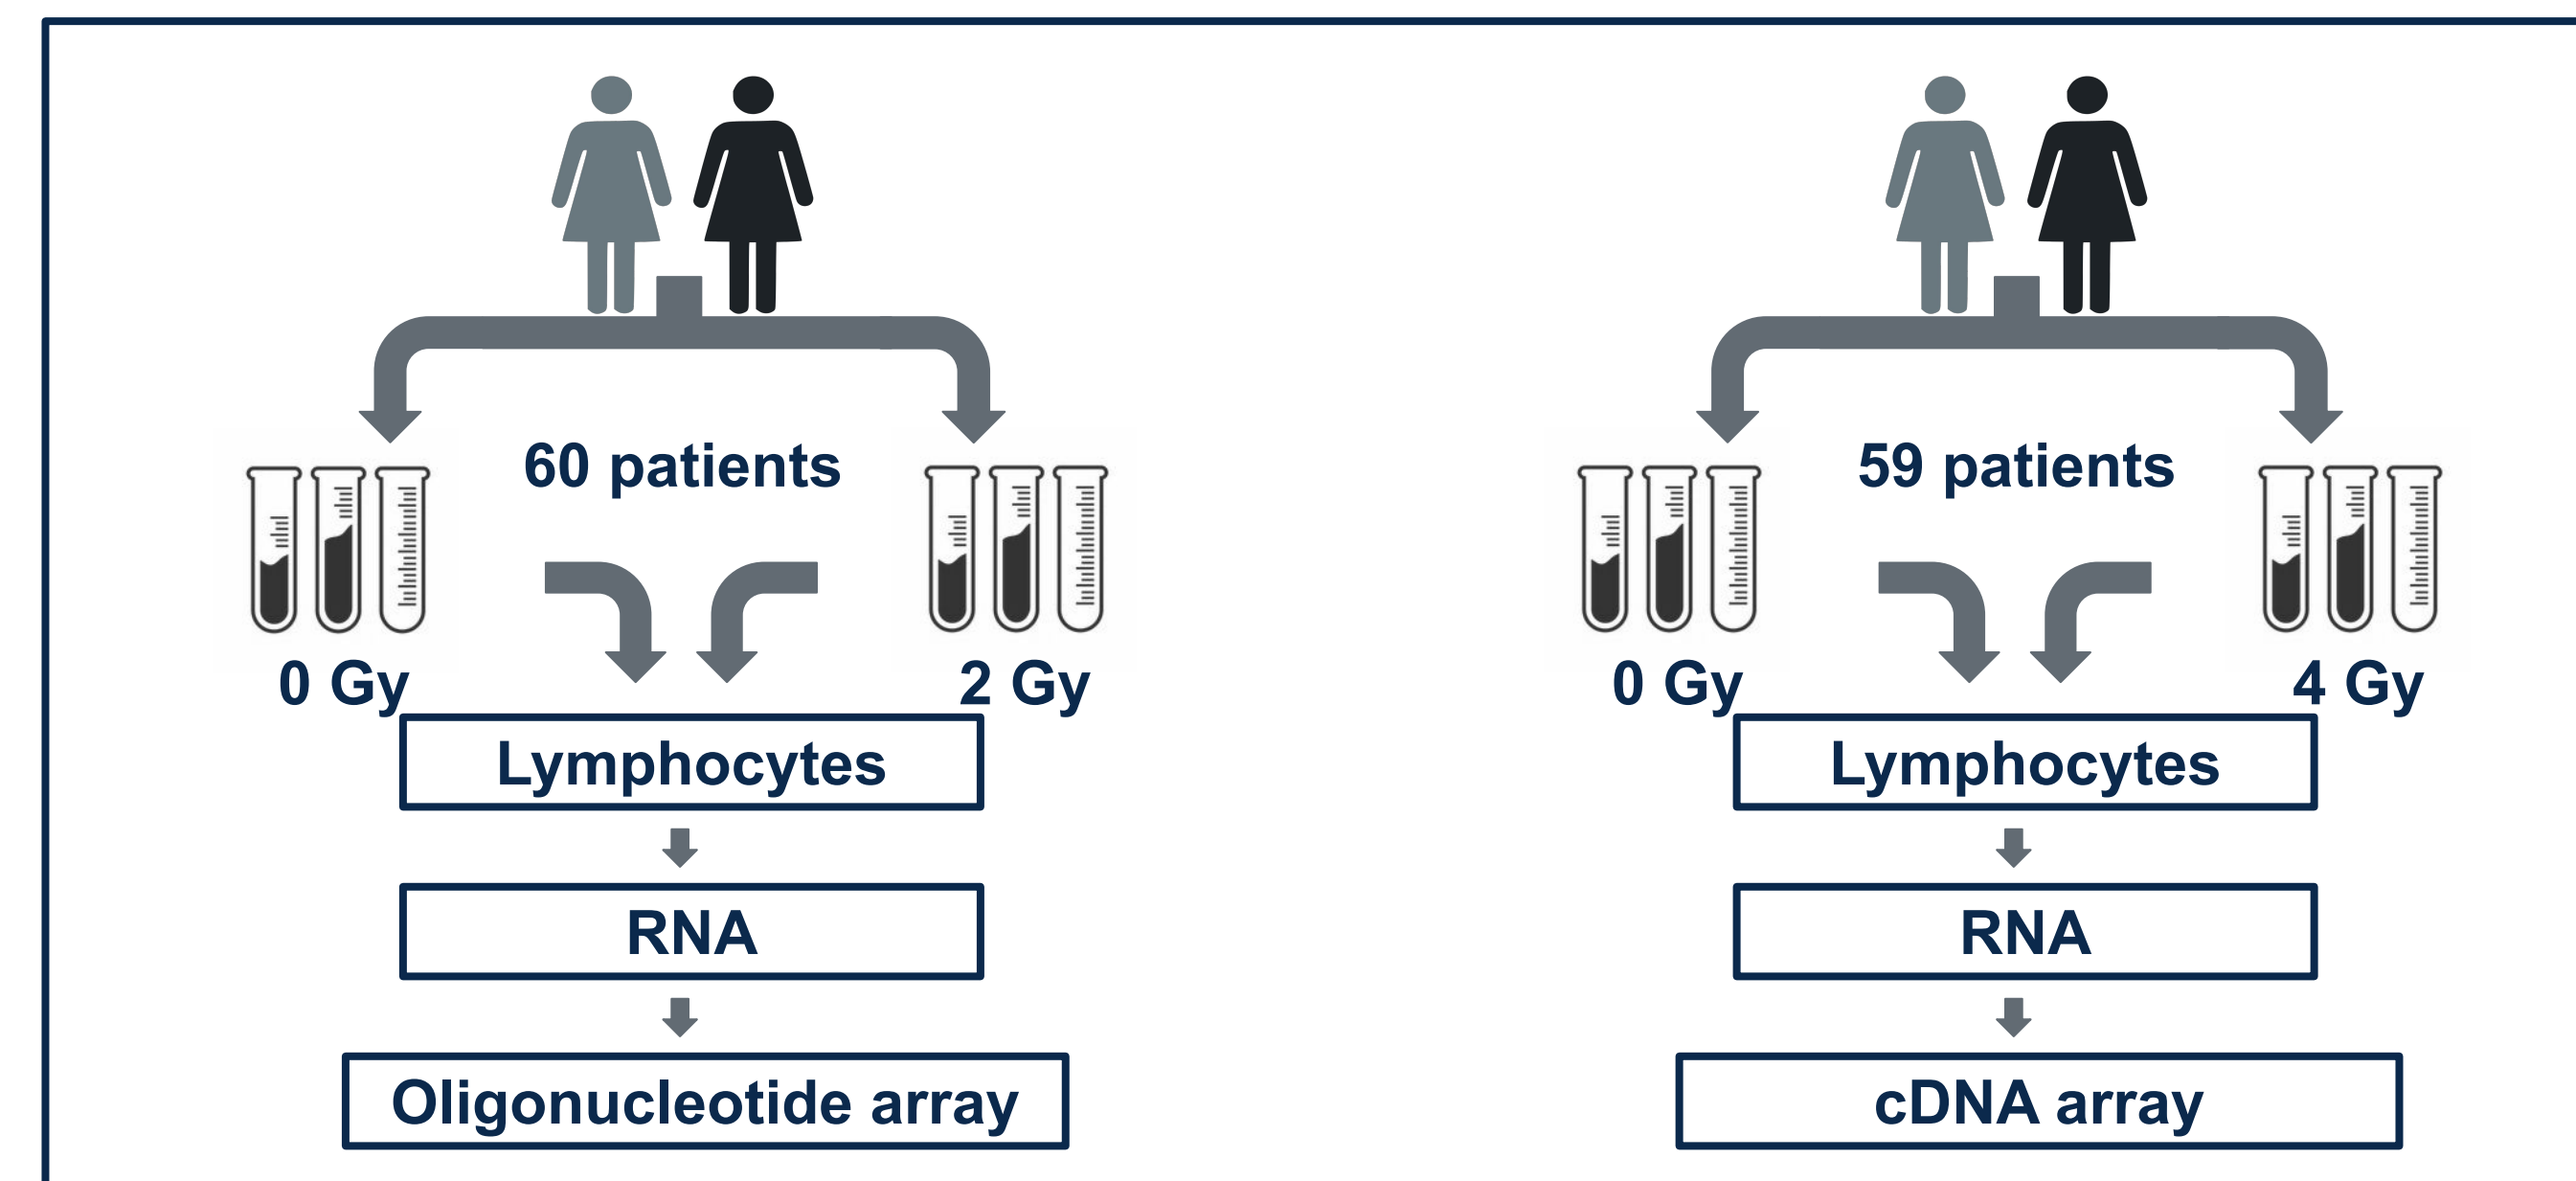 60 patients
0 Gy
2 Gy
Lymphocytes
RNA
Oligonucleotide array
59 patients
0 Gy
4 Gy
Lymphocytes
RNA
cDNA array